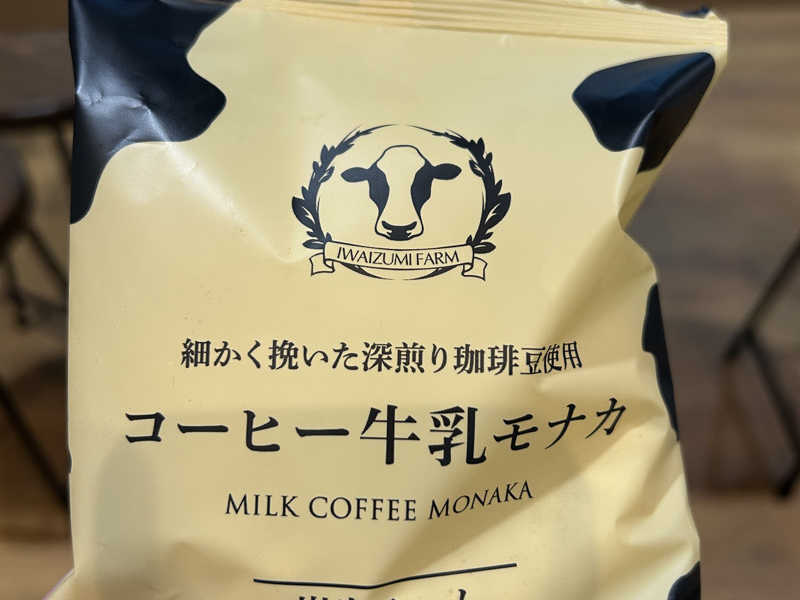 IWAIZUMI FARM
細かく挽いた深煎り珈琲豆使用
コーヒー牛乳モナカ
MILK COFFEE MONAKA